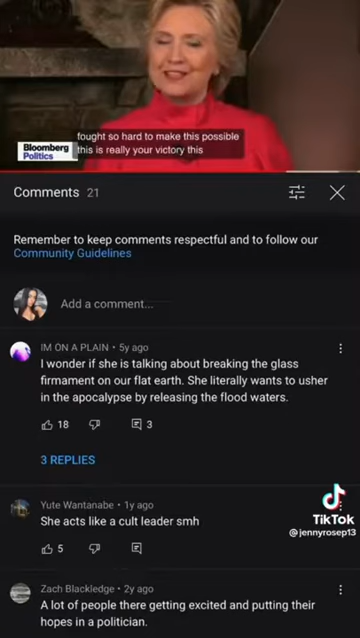 fought so hard to make this possible
Bloomberg
Politics
this is really your victory this
Comments 21
Remember to keep comments respectful and to follow our
Community Guidelines
Add a comment...
IM ON A PLAIN • 5y ago
I wonder if she is talking about breaking the glass
firmament on our flat earth. She literally wants to usher
in the apocalypse by releasing the flood waters.
18 3
3 REPLIES
Yute Wantanabe • 1y ago
She acts like a cult leader smh
5
TikTok
@jennyrosep13
Zach Blackledge • 2y ago
A lot of people there getting excited and putting their
hopes in a politician.